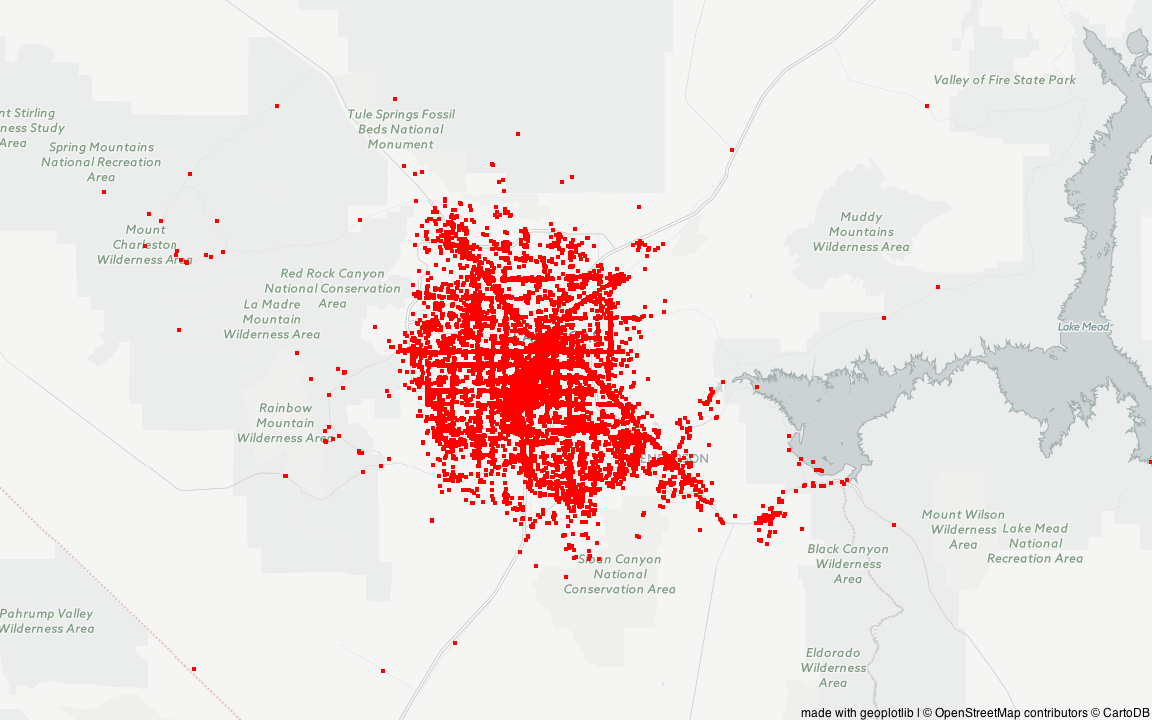 Valley of Fire State Park
Tule Springs Fossil
Beds National
Monument
nt Stirling
ness Study
Area
Spring Mountains
National Recreation
Area
Mount
Charleston
Wilderness Area
Muddy
Mountains
Wilderness Area
Red Rock Canyon
National Conservation
Area
La Madre
Mountain
Wilderness Area
Lake Mead
Rainbow
Mountain
Wilderness Area
Mount Wilson
Wilderness
Area
Lake Mead
National
Recreation Area
Black Canyon
Wilderness
Area
Sloan Canyon
National
Conservation Area
Pahrump Valley
Wilderness Area
Eldorado
Wilderness
Area
made with geoplotlib | © OpenStreetMap contributors © CartoDB